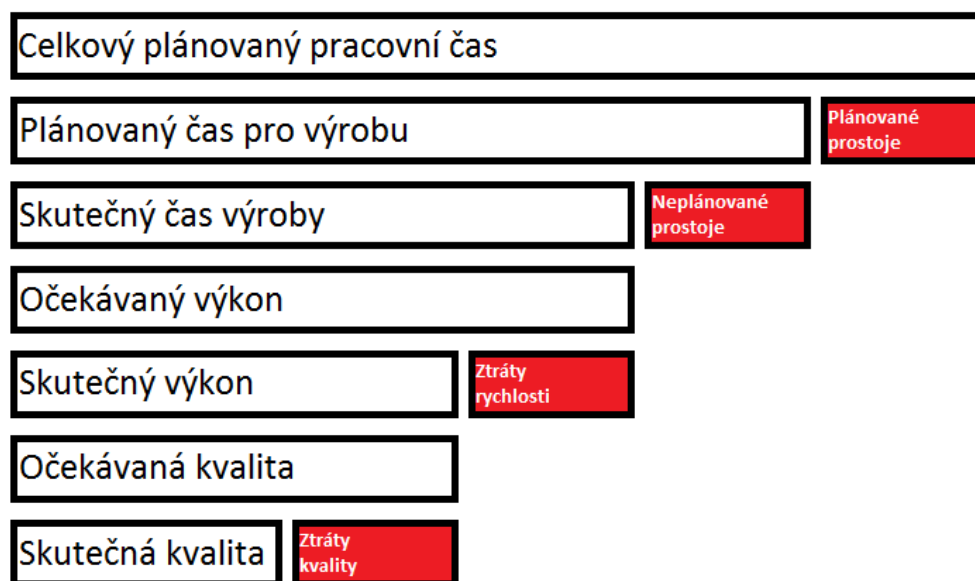 Celkový plánovaný pracovní čas
Plánovaný čas pro výrobu
Plánované
prostoje
Skutečný čas výroby
Neplánované
prostoje
Očekávaný výkon
Skutečný výkon
Ztráty
rychlosti
Očekávaná kvalita
Skutečná kvalita
Ztráty
kvality